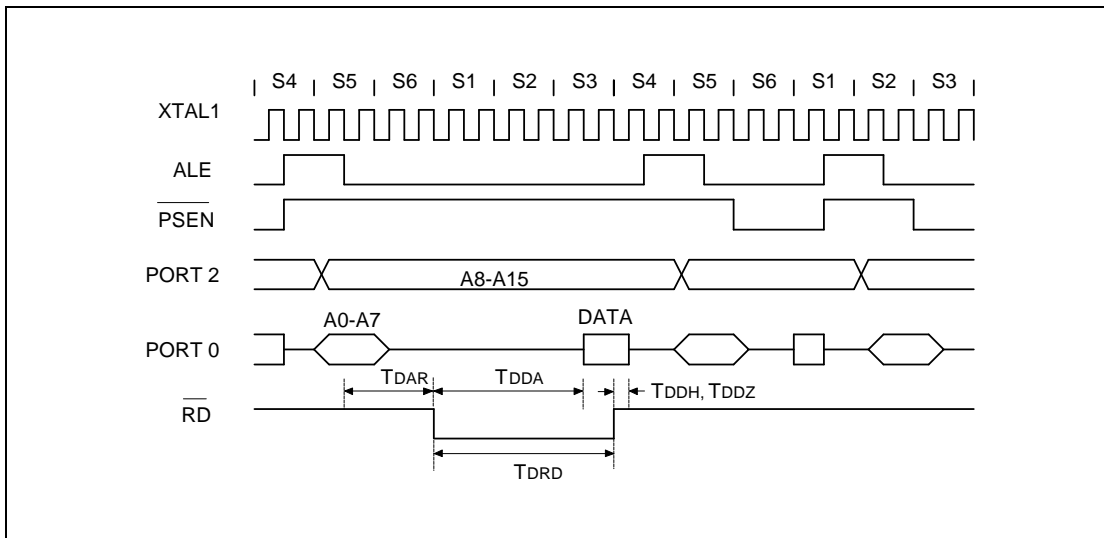 S4 S5 S6 S1 S2 S3 S4 S5 S6 S1 S2 S3
XTAL1
ALE
PSEN
PORT 2
A8-A15
A0-A7
DATA
PORT 0
TDAR
TDDA
TDDH, TDDZ
RD
TDRD